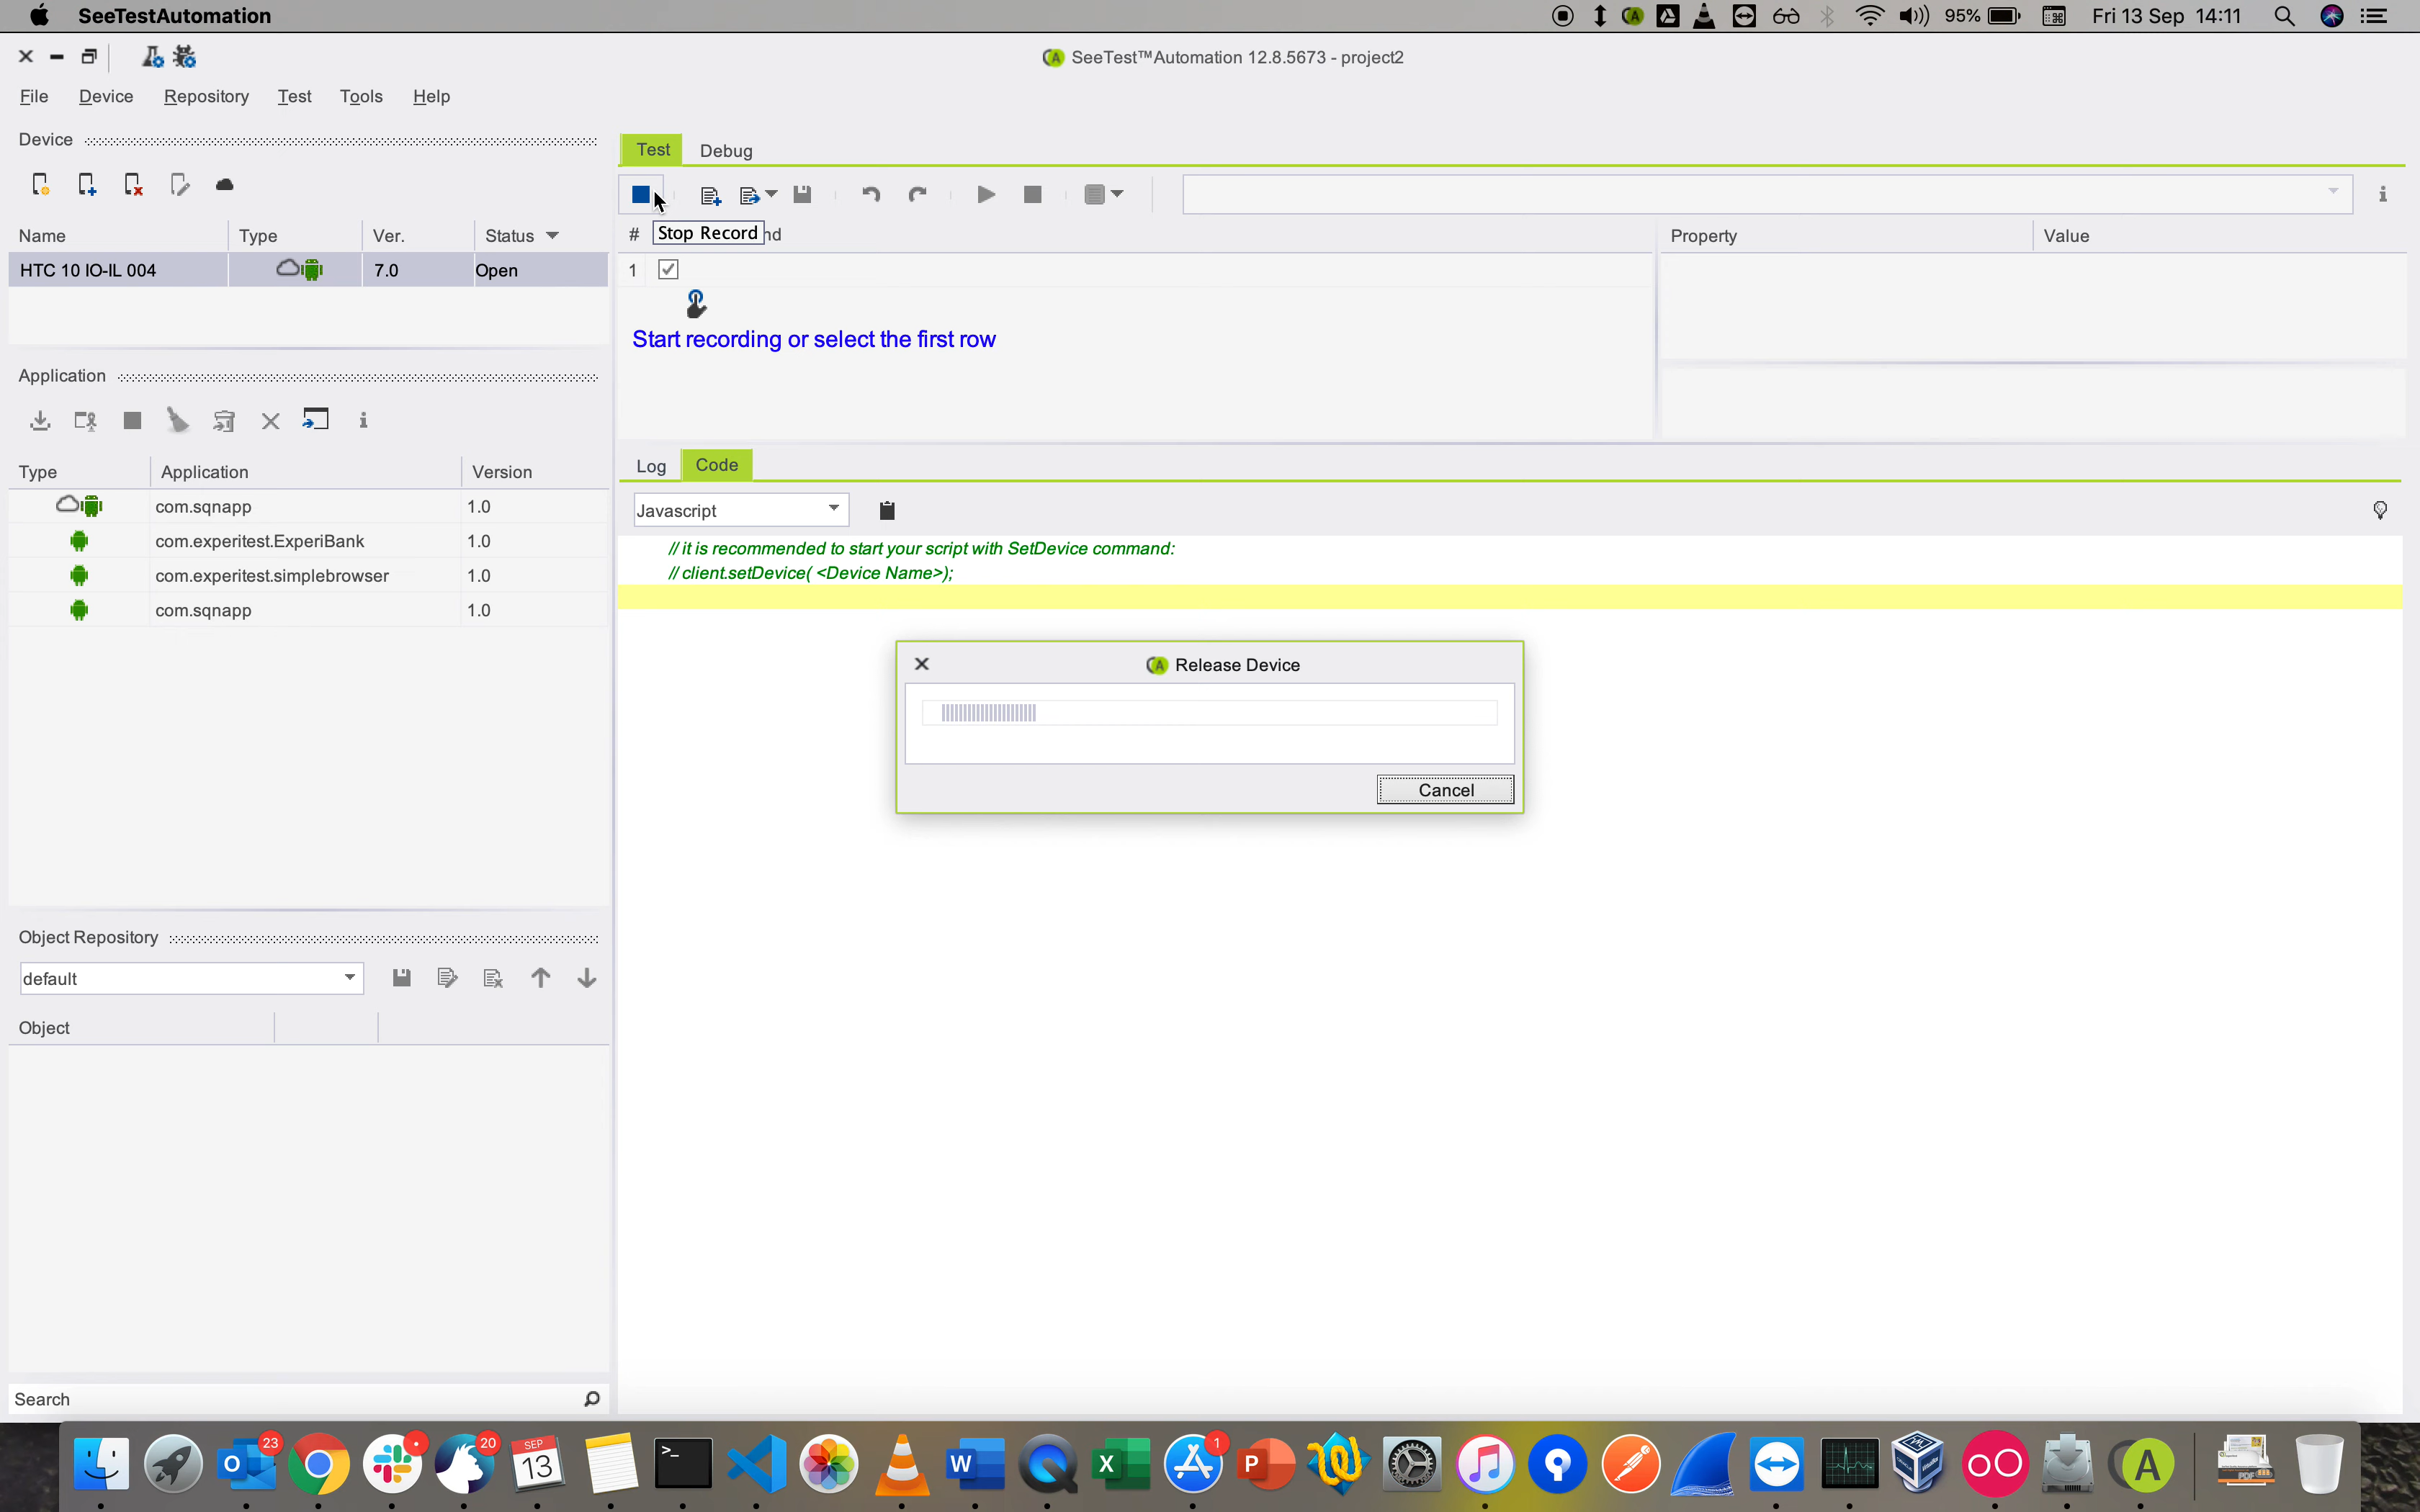 SeeTestAutomation
95%
Fri 13 Sep 14:11
SeeTest™Automation 12.8.5673 - project2
File Device Repository Test Tools Help
Device
Name Type Ver. Status
HTC 10 IO-IL 004 7.0 Open
Application
Type Application Version
com.sqnapp 1.0
com.experitest.ExperiBank 1.0
com.experitest.simplebrowser 1.0
com.sqnapp 1.0
Object Repository
default
Object
Search
Test Debug
# Stop Record nd
Property Value
1
Start recording or select the first row
Log Code
Javascript
// it is recommended to start your script with SetDevice command:
// client.setDevice( <Device Name>);
Release Device
Cancel
23
20
SEP
13
1
PDF